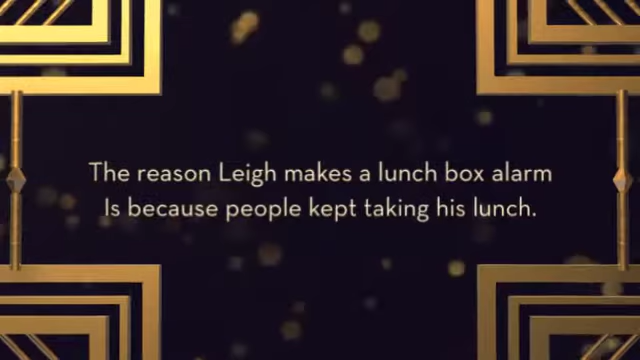 The reason Leigh makes a lunch box alarm
Is because people kept taking his lunch.